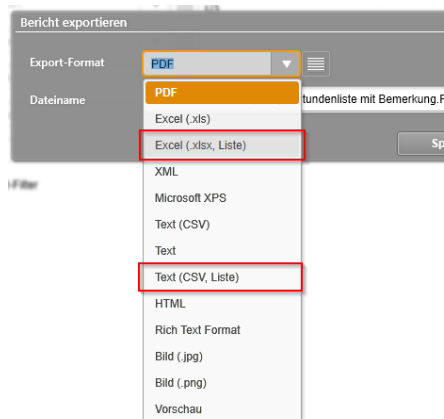 Bericht exportieren
Export-Format
PDF
Dateiname
tundenliste mit Bemerkung.F
PDF
Excel (.xls)
Excel (.xlsx, Liste)
Sp
XML
Microsoft XPS
Text (CSV)
Text
Text (CSV, Liste)
HTML
Rich Text Format
Bild (.jpg)
Bild (.png)
Vorschau